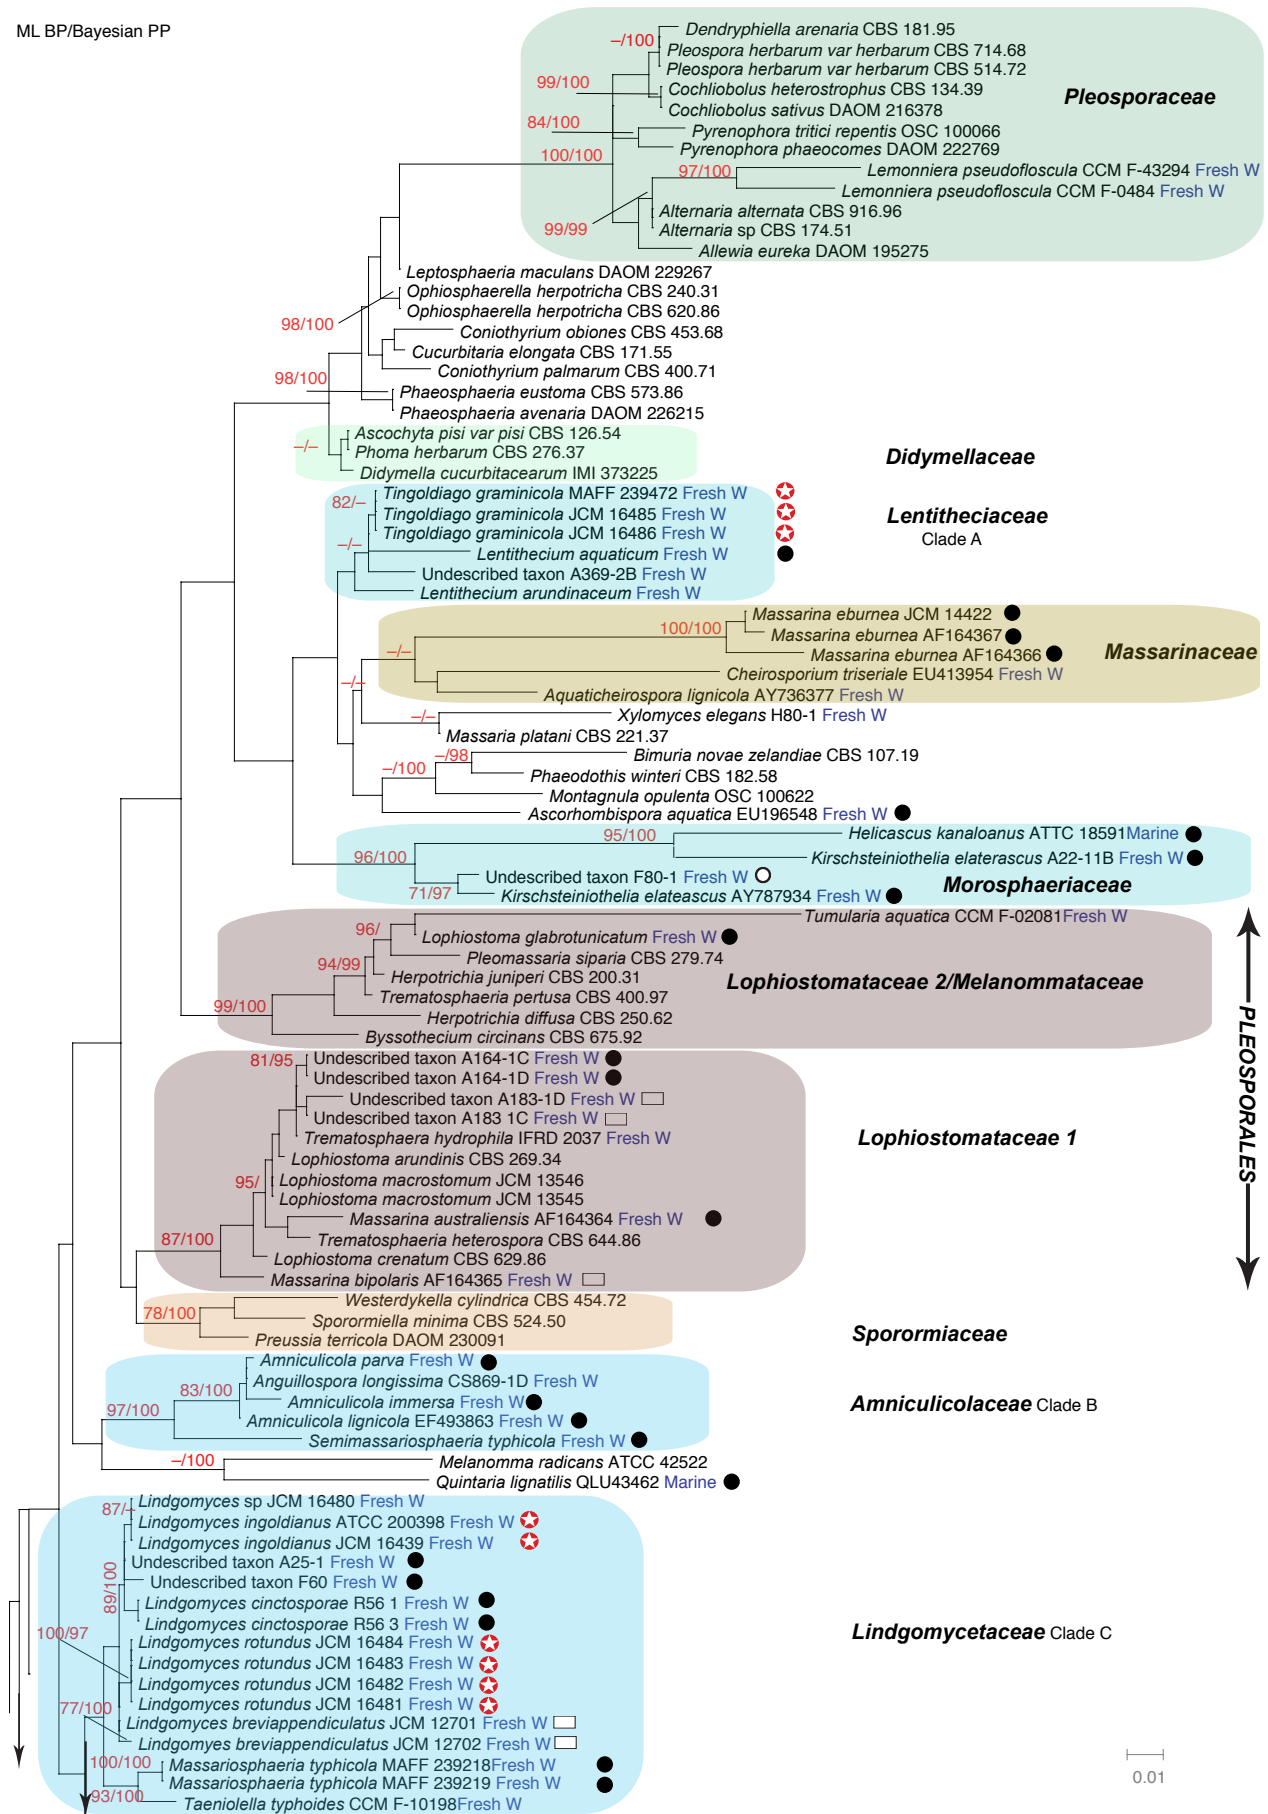 ML BP/Bayesian PP
Dendryphiella arenaria CBS 181.95
–/100
Pleospora herbarum var herbarum CBS 714.68
Pleospora herbarum var herbarum CBS 514.72
99/100
Cochliobolus heterostrophus CBS 134.39
Pleosporaceae
Cochliobolus sativus DAOM 216378
84/100
Pyrenophora tritici repentis OSC 100066
Pyrenophora phaeocomes DAOM 222769
100/100
97/100
Lemonniera pseudofloscula CCM F-43294 Fresh W
Lemonniera pseudofloscula CCM F-0484 Fresh W
Alternaria alternata CBS 916.96
99/99
Alternaria sp CBS 174.51
Allewia eureka DAOM 195275
Leptosphaeria maculans DAOM 229267
Ophiosphaerella herpotricha CBS 240.31
Ophiosphaerella herpotricha CBS 620.86
98/100
Coniothyrium obiones CBS 453.68
Cucurbitaria elongata CBS 171.55
Coniothyrium palmarum CBS 400.71
98/100
Phaeosphaeria eustoma CBS 573.86
Phaeosphaeria avenaria DAOM 226215
Ascochyta pisi var pisi CBS 126.54
–/–
Phoma herbarum CBS 276.37
Didymellaceae
Didymella cucurbitacearum IMI 373225
Tingoldiago graminicola MAFF 239472 Fresh W
82/–
Tingoldiago graminicola JCM 16485 Fresh W
Lentitheciaceae
Tingoldiago graminicola JCM 16486 Fresh W
Clade A
–/–
Lentithecium aquaticum Fresh W
Undescribed taxon A369-2B Fresh W
Lentithecium arundinaceum Fresh W
Massarina eburnea JCM 14422
100/100
Massarina eburnea AF164367
–/–
Massarina eburnea AF164366
Massarinaceae
Cheirosporium triseriale EU413954 Fresh W
–/–
Aquaticheirospora lignicola AY736377 Fresh W
–/–
Xylomyces elegans H80-1 Fresh W
Massaria platani CBS 221.37
–/98
Bimuria novae zelandiae CBS 107.19
–/100
Phaeodothis winteri CBS 182.58
Montagnula opulenta OSC 100622
Ascorhombispora aquatica EU196548 Fresh W
95/100
Helicascus kanaloanus ATTC 18591Marine
96/100
Kirschsteiniothelia elaterascus A22-11B Fresh W
Undescribed taxon F80-1 Fresh W
Morosphaeriaceae
71/97
Kirschsteiniothelia elateascus AY787934 Fresh W
Tumularia aquatica CCM F-02081Fresh W
96/
Lophiostoma glabrotunicatum Fresh W
Pleomassaria siparia CBS 279.74
94/99
Herpotrichia juniperi CBS 200.31
Lophiostomataceae 2/Melanommataceae
Trematosphaeria pertusa CBS 400.97
99/100
Herpotrichia diffusa CBS 250.62
Byssothecium circinans CBS 675.92
PLEOSPORALES
81/95
Undescribed taxon A164-1C Fresh W
Undescribed taxon A164-1D Fresh W
Undescribed taxon A183-1D Fresh W
Undescribed taxon A183 1C Fresh W
Trematosphaera hydrophila IFRD 2037 Fresh W
Lophiostomataceae 1
Lophiostoma arundinis CBS 269.34
95/
Lophiostoma macrostomum JCM 13546
Lophiostoma macrostomum JCM 13545
Massarina australiensis AF164364 Fresh W
87/100
Trematosphaeria heterospora CBS 644.86
Lophiostoma crenatum CBS 629.86
Massarina bipolaris AF164365 Fresh W
Westerdykella cylindrica CBS 454.72
78/100
Sporormiella minima CBS 524.50
Sporormiaceae
Preussia terricola DAOM 230091
Amniculicola parva Fresh W
Anguillospora longissima CS869-1D Fresh W
83/100
Amniculicola immersa Fresh W
Amniculicolaceae Clade B
97/100
Amniculicola lignicola EF493863 Fresh W
Semimassariosphaeria typhicola Fresh W
–/100
Melanomma radicans ATCC 42522
Quintaria lignatilis QLU43462 Marine
Lindgomyces sp JCM 16480 Fresh W
87/–
Lindgomyces ingoldianus ATCC 200398 Fresh W
Lindgomyces ingoldianus JCM 16439 Fresh W
Undescribed taxon A25-1 Fresh W
89/100
Undescribed taxon F60 Fresh W
Lindgomyces cinctosporae R56 1 Fresh W
Lindgomyces cinctosporae R56 3 Fresh W
Lindgomycetaceae Clade C
100/97
Lindgomyces rotundus JCM 16484 Fresh W
Lindgomyces rotundus JCM 16483 Fresh W
Lindgomyces rotundus JCM 16482 Fresh W
Lindgomyces rotundus JCM 16481 Fresh W
77/100
Lindgomyces breviappendiculatus JCM 12701 Fresh W
Lindgomyes breviappendiculatus JCM 12702 Fresh W
100/100
Massariosphaeria typhicola MAFF 239218Fresh W
Massariosphaeria typhicola MAFF 239219 Fresh W
93/100
Taeniolella typhoides CCM F-10198Fresh W
0.01